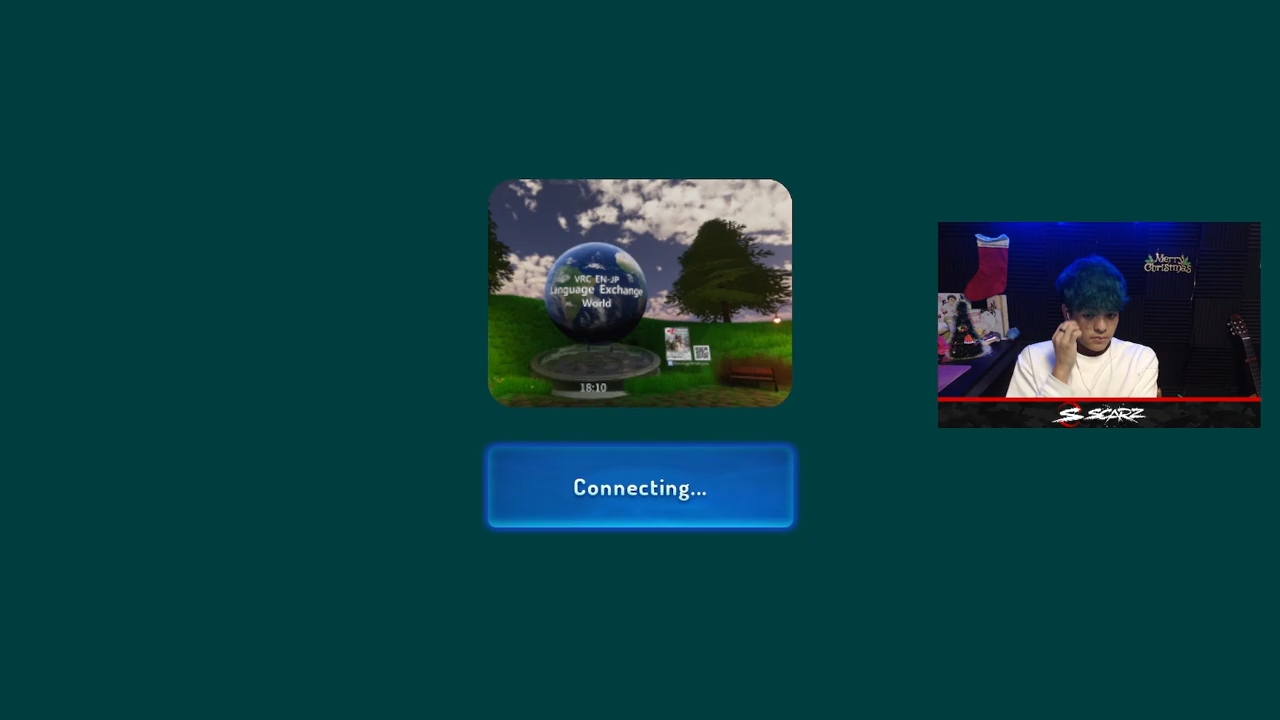 VRC EN-JP
Language Exchange
World
18:10
Connecting...
Merry
Christmas
SCARZ